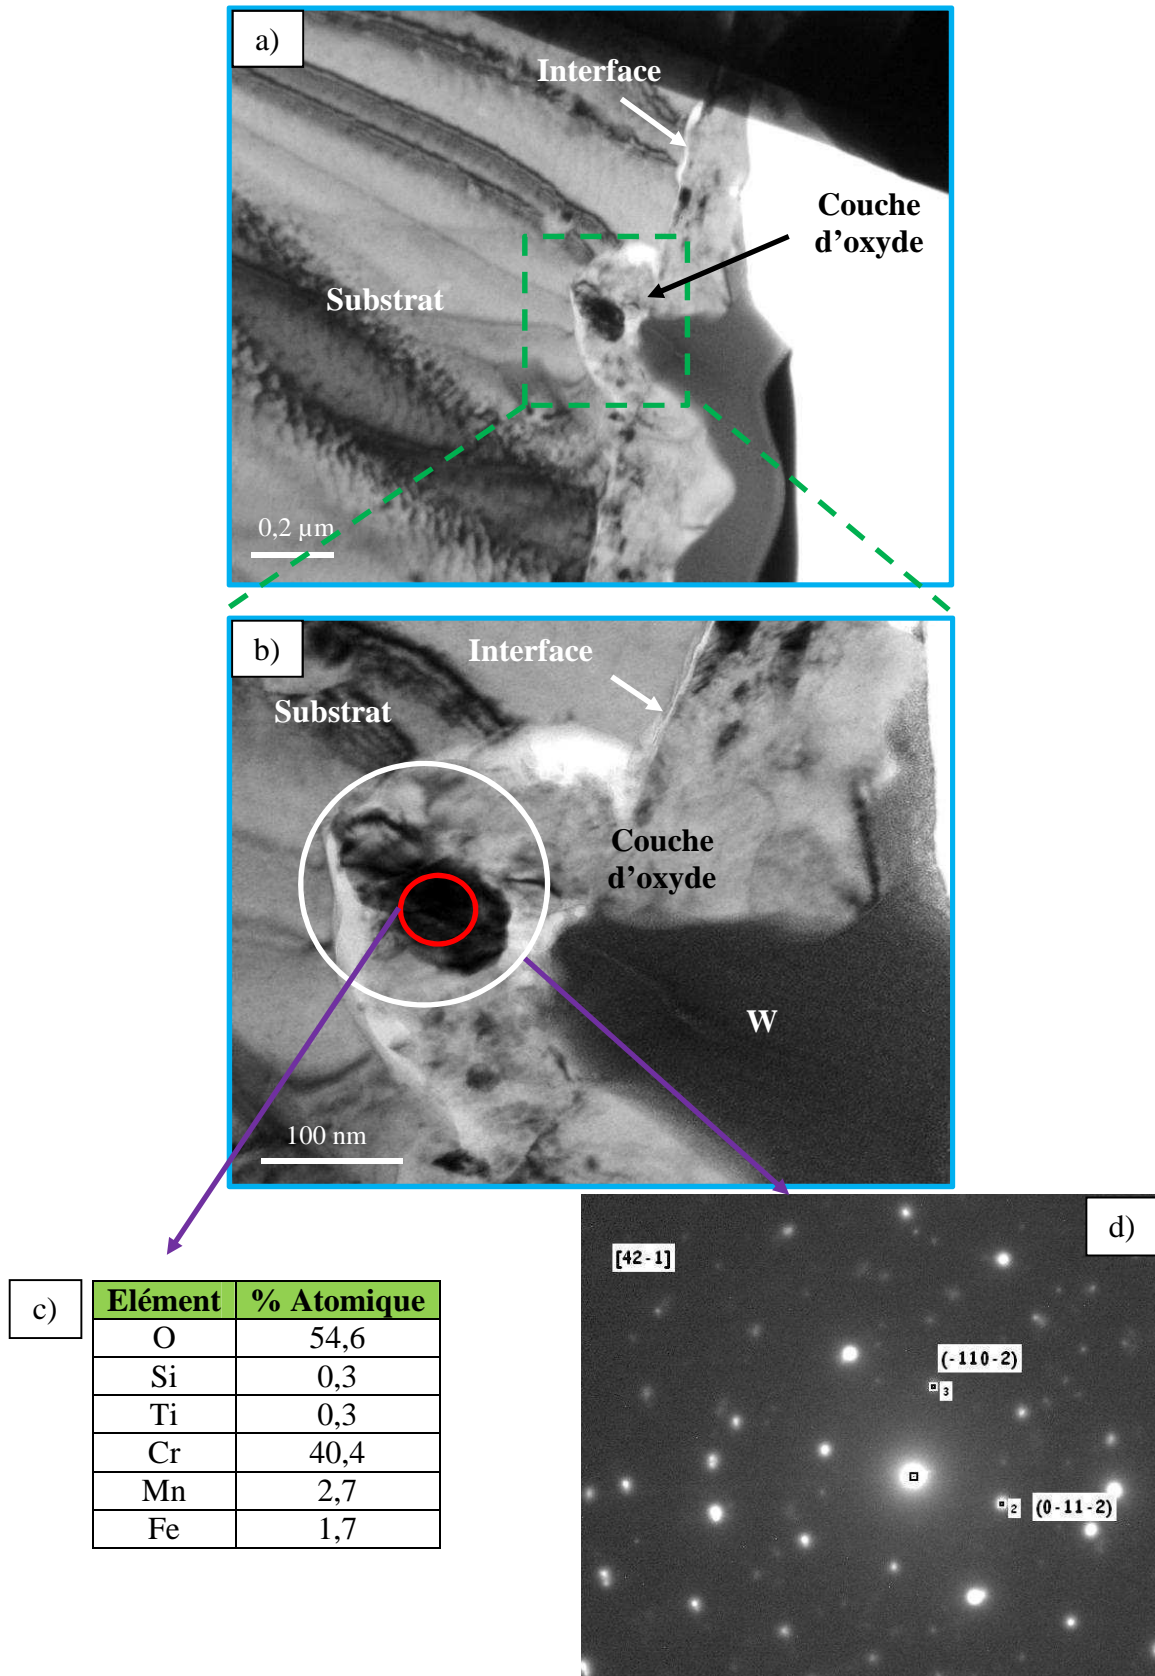 a)
Interface
Couche
d’oxyde
Substrat
0,2 µm
b)
Interface
Substrat
Couche
d’oxyde
W
100 nm
c)
Elément % Atomique
O 54,6
Si 0,3
Ti 0,3
Cr 40,4
Mn 2,7
Fe 1,7
d)
[42-1]
(-110-2)
3
2 (0-11-2)